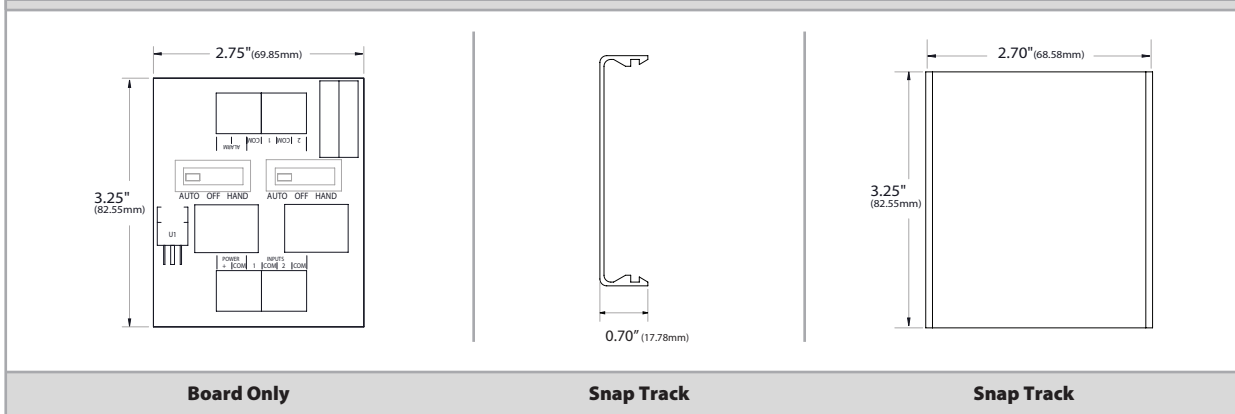 2.75" (69.85mm)
3.25"
(82.55mm)
ALARM COM 1 COM 2
AUTO OFF HAND AUTO OFF HAND
U1
POWER INPUTS
+ COM 1 COM 2 COM
0.70" (17.78mm)
2.70" (68.58mm)
3.25"
(82.55mm)
Board Only
Snap Track
Snap Track